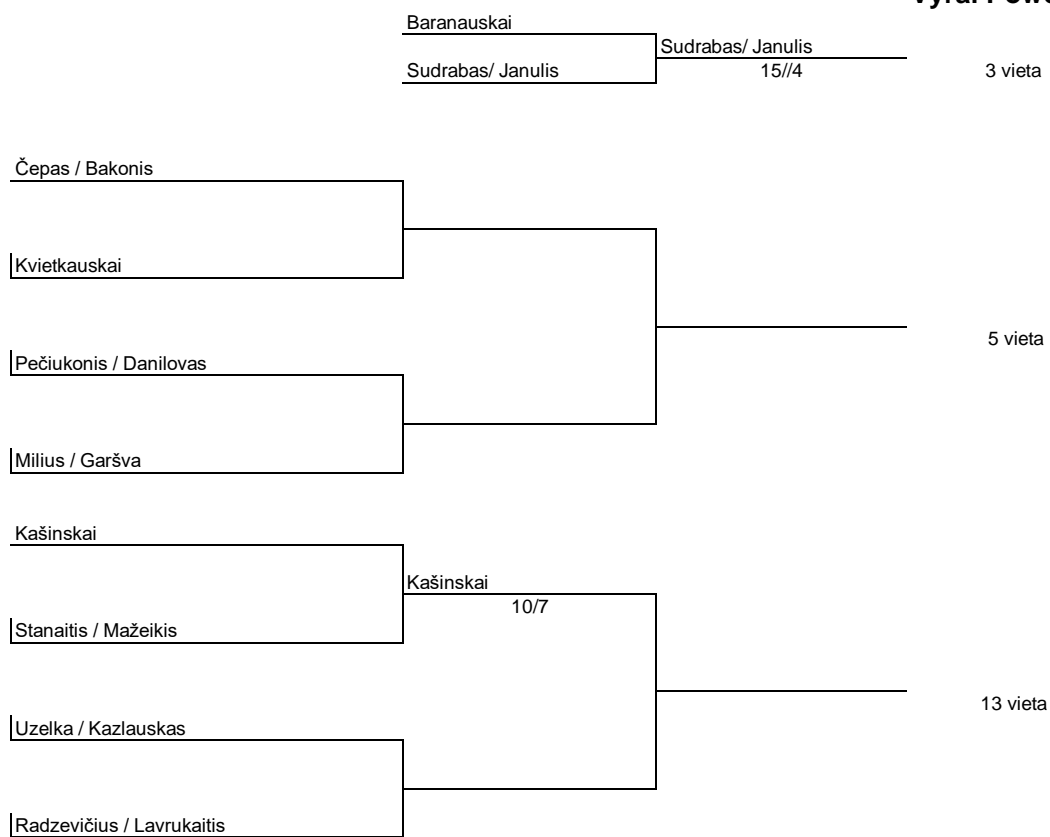 Baranauskai
Sudrabas/ Janulis
Sudrabas/ Janulis
15//4
3 vieta
Čepas / Bakonis
Kvietkauskai
5 vieta
Pečiukonis / Danilovas
Milius / Garšva
Kašinskai
Kašinskai
10/7
Stanaitis / Mažeikis
13 vieta
Uzelka / Kazlauskas
Radzevičius / Lavrukaitis